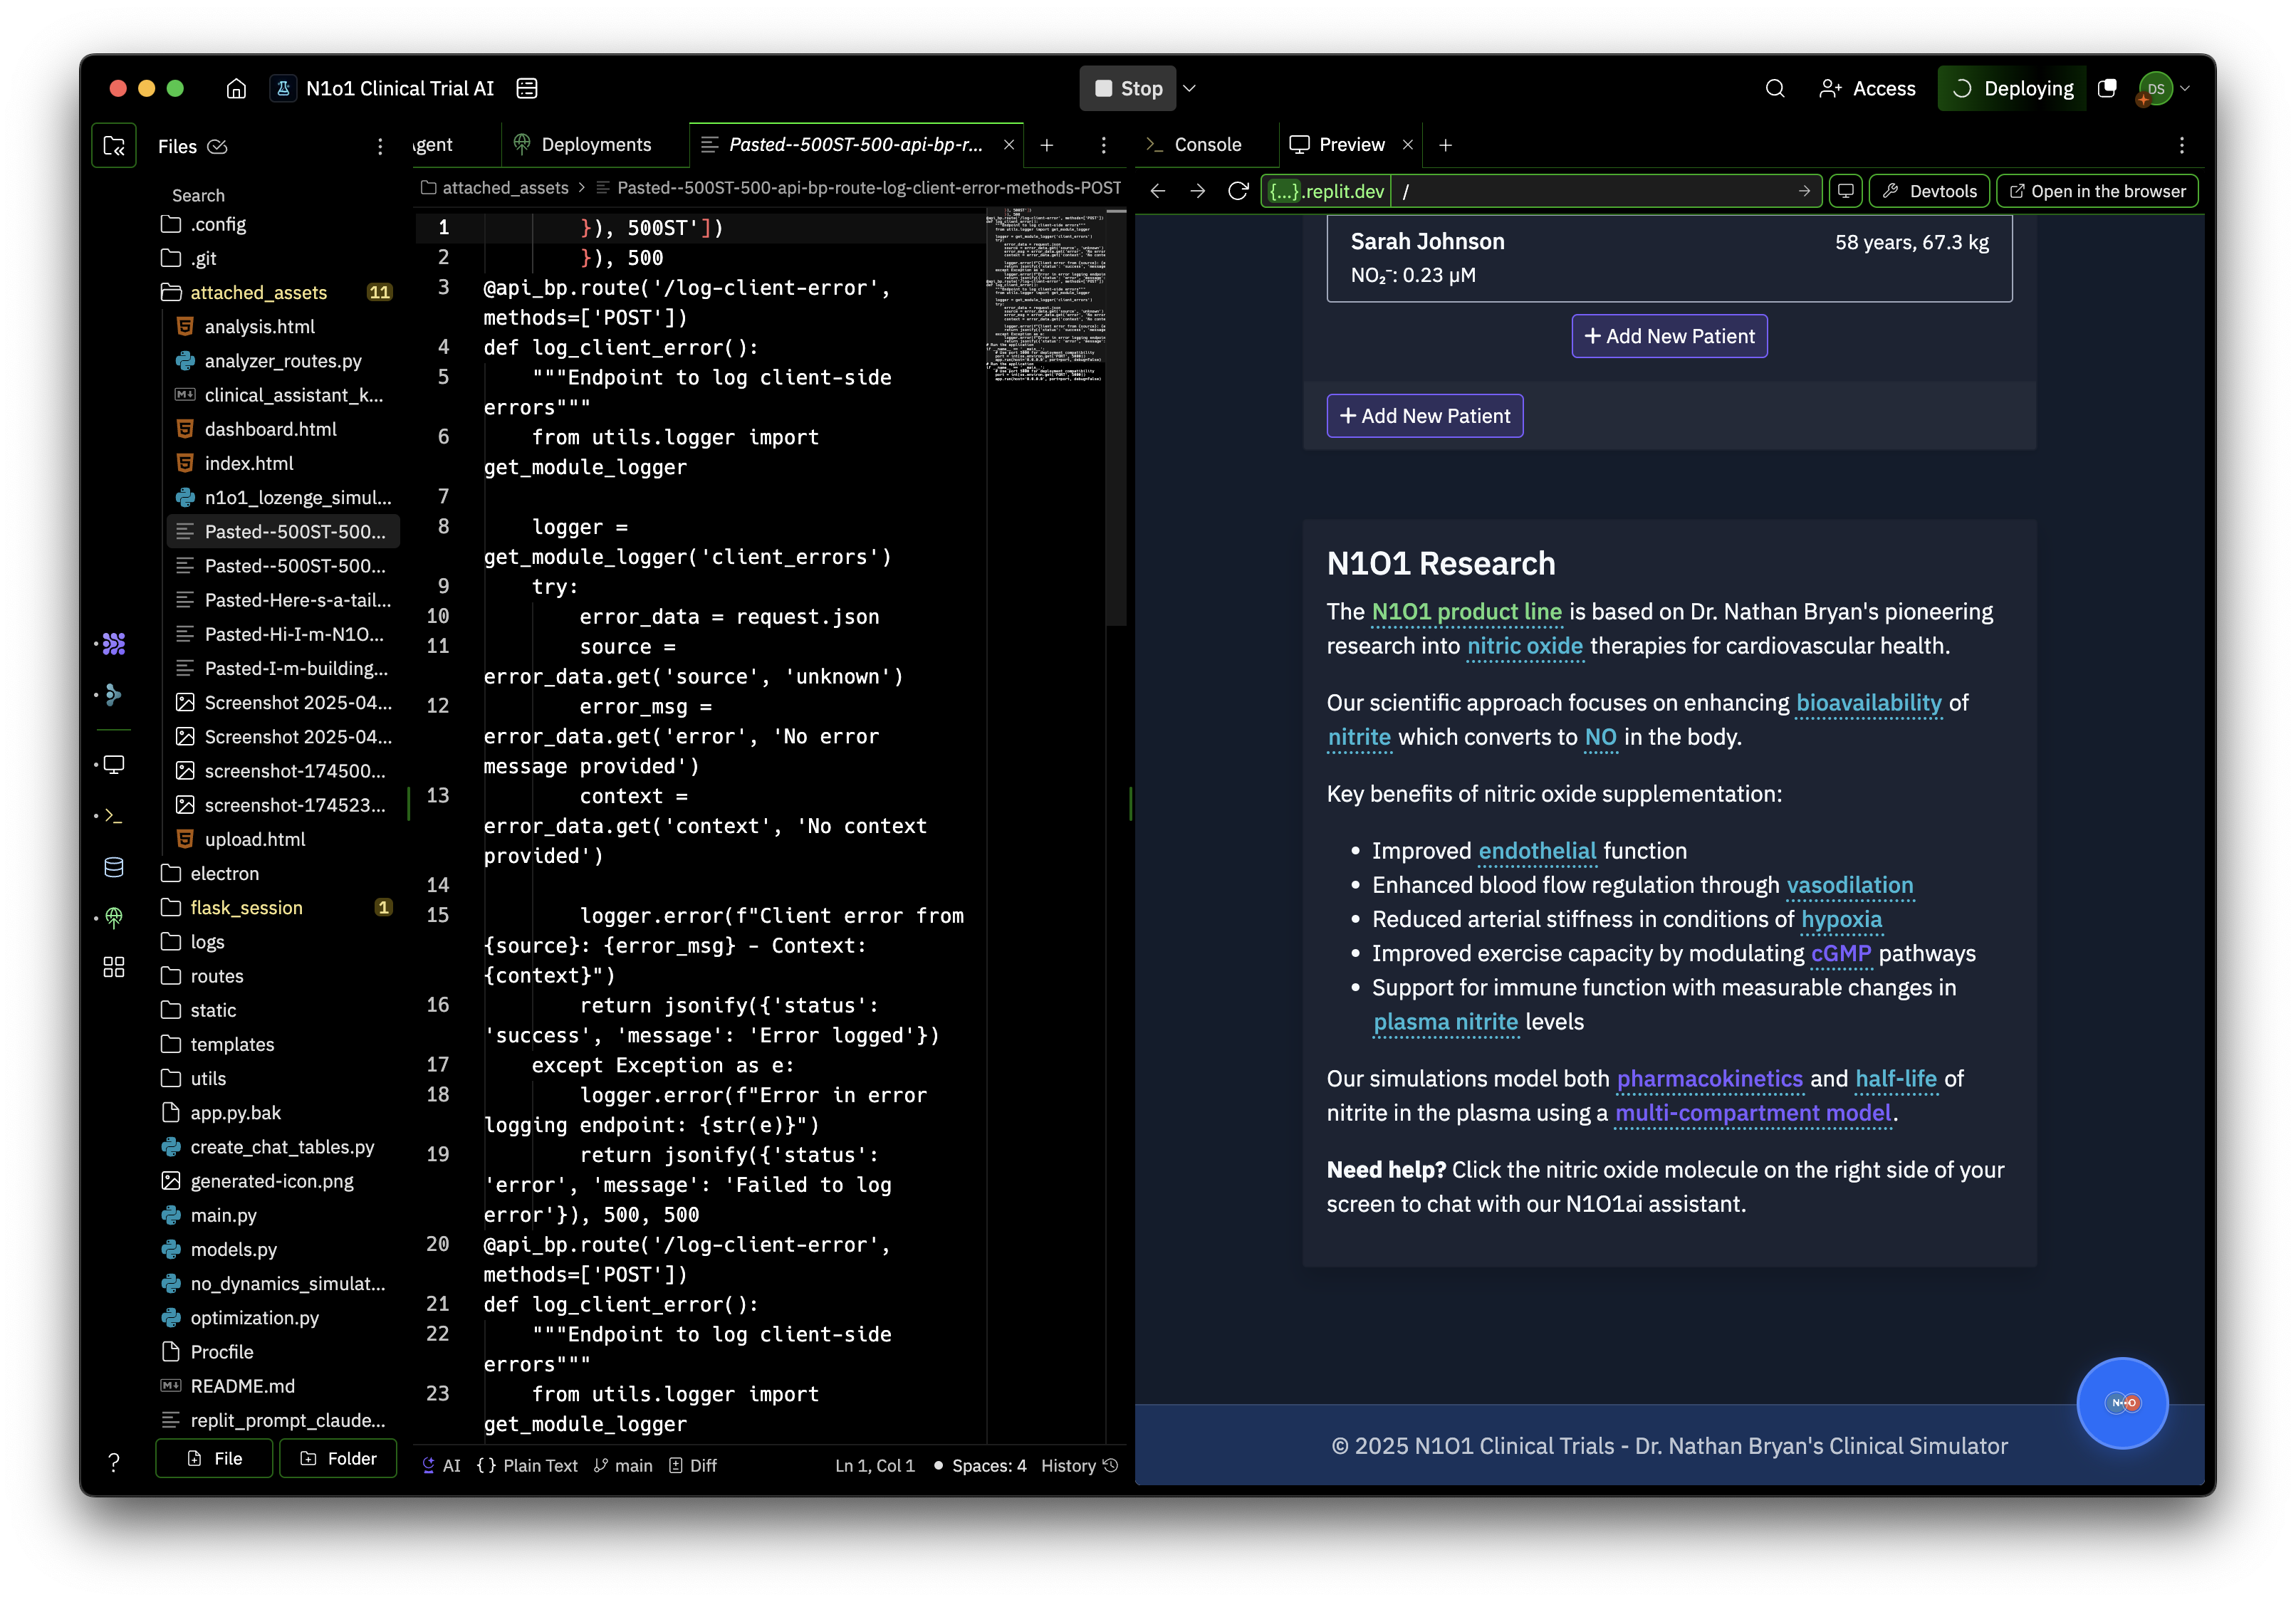 N1o1 Clinical Trial AI
Stop
Access
Deploying
DS
Files
Search
.config
.git
attached_assets 11
analysis.html
analyzer_routes.py
clinical_assistant_k...
dashboard.html
index.html
n1o1_lozenge_simul...
Pasted--500ST-500...
Pasted--500ST-500...
Pasted-Here-s-a-tail...
Pasted-Hi-I-m-N1O...
Pasted-I-m-building...
Screenshot 2025-04...
Screenshot 2025-04...
screenshot-174500...
screenshot-174523...
upload.html
electron
flask_session 1
logs
routes
static
templates
utils
app.py.bak
create_chat_tables.py
generated-icon.png
main.py
models.py
no_dynamics_simulat...
optimization.py
Procfile
README.md
replit_prompt_claude...
?
File
Folder
gent
Deployments
Pasted--500ST-500-api-bp-r...
attached_assets > Pasted--500ST-500-api-bp-route-log-client-error-methods-POST
1 }), 500ST'])
2 }), 500
3 @api_bp.route('/log-client-error',
methods=['POST'])
4 def log_client_error():
5 """Endpoint to log client-side
errors"""
6 from utils.logger import
get_module_logger
7
8 logger =
get_module_logger('client_errors')
9 try:
10 error_data = request.json
11 source =
error_data.get('source', 'unknown')
12 error_msg =
error_data.get('error', 'No error
message provided')
13 context =
error_data.get('context', 'No context
provided')
14
15 logger.error(f"Client error from
{source}: {error_msg} - Context:
{context}")
16 return jsonify({'status':
'success', 'message': 'Error logged'})
17 except Exception as e:
18 logger.error(f"Error in error
logging endpoint: {str(e)}")
19 return jsonify({'status':
'error', 'message': 'Failed to log
error'}), 500, 500
20 @api_bp.route('/log-client-error',
methods=['POST'])
21 def log_client_error():
22 """Endpoint to log client-side
errors"""
23 from utils.logger import
get_module_logger
AI {} Plain Text main Diff
Ln 1, Col 1 Spaces: 4 History
Console
Preview
{...}.replit.dev /
Devtools
Open in the browser
Sarah Johnson
58 years, 67.3 kg
NO₂⁻: 0.23 µM
+ Add New Patient
+ Add New Patient
N1O1 Research
The N1O1 product line is based on Dr. Nathan Bryan's pioneering
research into nitric oxide therapies for cardiovascular health.
Our scientific approach focuses on enhancing bioavailability of
nitrite which converts to NO in the body.
Key benefits of nitric oxide supplementation:
• Improved endothelial function
• Enhanced blood flow regulation through vasodilation
• Reduced arterial stiffness in conditions of hypoxia
• Improved exercise capacity by modulating cGMP pathways
• Support for immune function with measurable changes in
plasma nitrite levels
Our simulations model both pharmacokinetics and half-life of
nitrite in the plasma using a multi-compartment model.
Need help? Click the nitric oxide molecule on the right side of your
screen to chat with our N1O1ai assistant.
N O
© 2025 N1O1 Clinical Trials - Dr. Nathan Bryan's Clinical Simulator